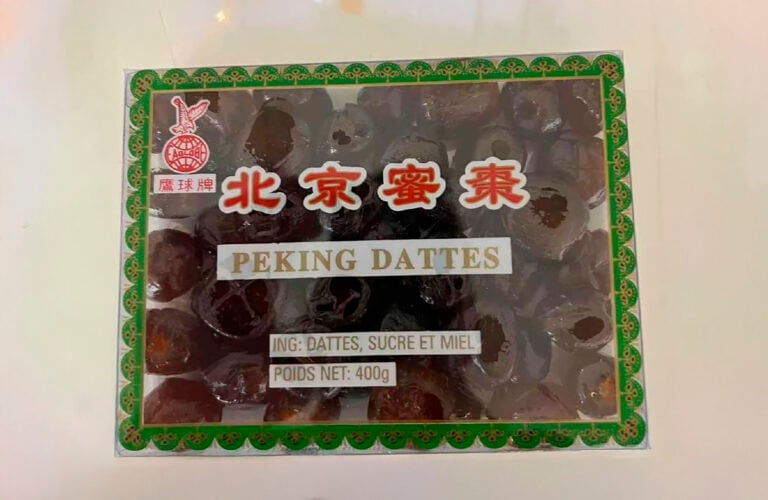 鷹球牌
北京蜜棗
PEKING DATTES
ING: DATTES, SUCRE ET MIEL
POIDS NET: 400g